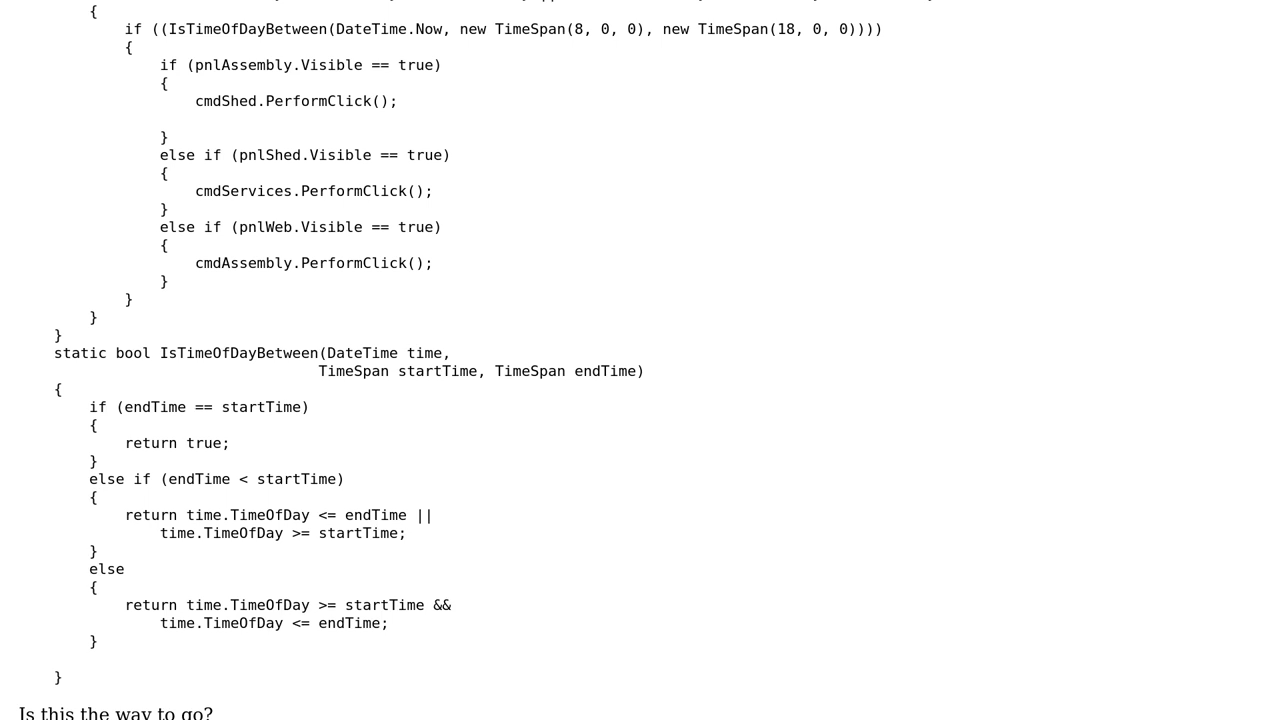 {
if ((IsTimeOfDayBetween(DateTime.Now, new TimeSpan(8, 0, 0), new TimeSpan(18, 0, 0))))
{
if (pnlAssembly.Visible == true)
{
cmdShed.PerformClick();
}
else if (pnlShed.Visible == true)
{
cmdServices.PerformClick();
}
else if (pnlWeb.Visible == true)
{
cmdAssembly.PerformClick();
}
}
}
}
static bool IsTimeOfDayBetween(DateTime time,
TimeSpan startTime, TimeSpan endTime)
{
if (endTime == startTime)
{
return true;
}
else if (endTime < startTime)
{
return time.TimeOfDay <= endTime ||
time.TimeOfDay >= startTime;
}
else
{
return time.TimeOfDay >= startTime &&
time.TimeOfDay <= endTime;
}
}
Is this the way to go?